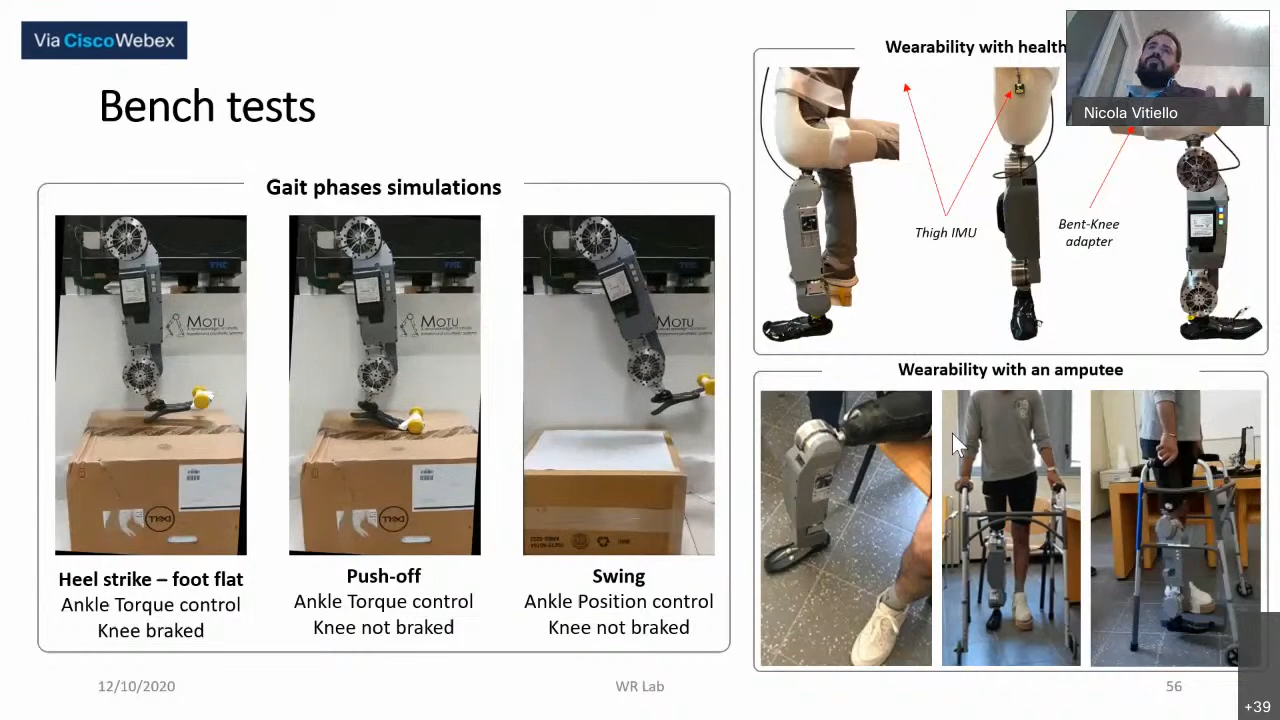 Via Cisco Webex
Bench tests
Gait phases simulations
MOTU
MOTU
MOTU
DELL
DELL
Heel strike – foot flat
Ankle Torque control
Knee braked
Push-off
Ankle Torque control
Knee not braked
Swing
Ankle Position control
Knee not braked
Wearability with health
Nicola Vitiello
Thigh IMU
Bent-Knee
adapter
Wearability with an amputee
12/10/2020
WR Lab
56
+39